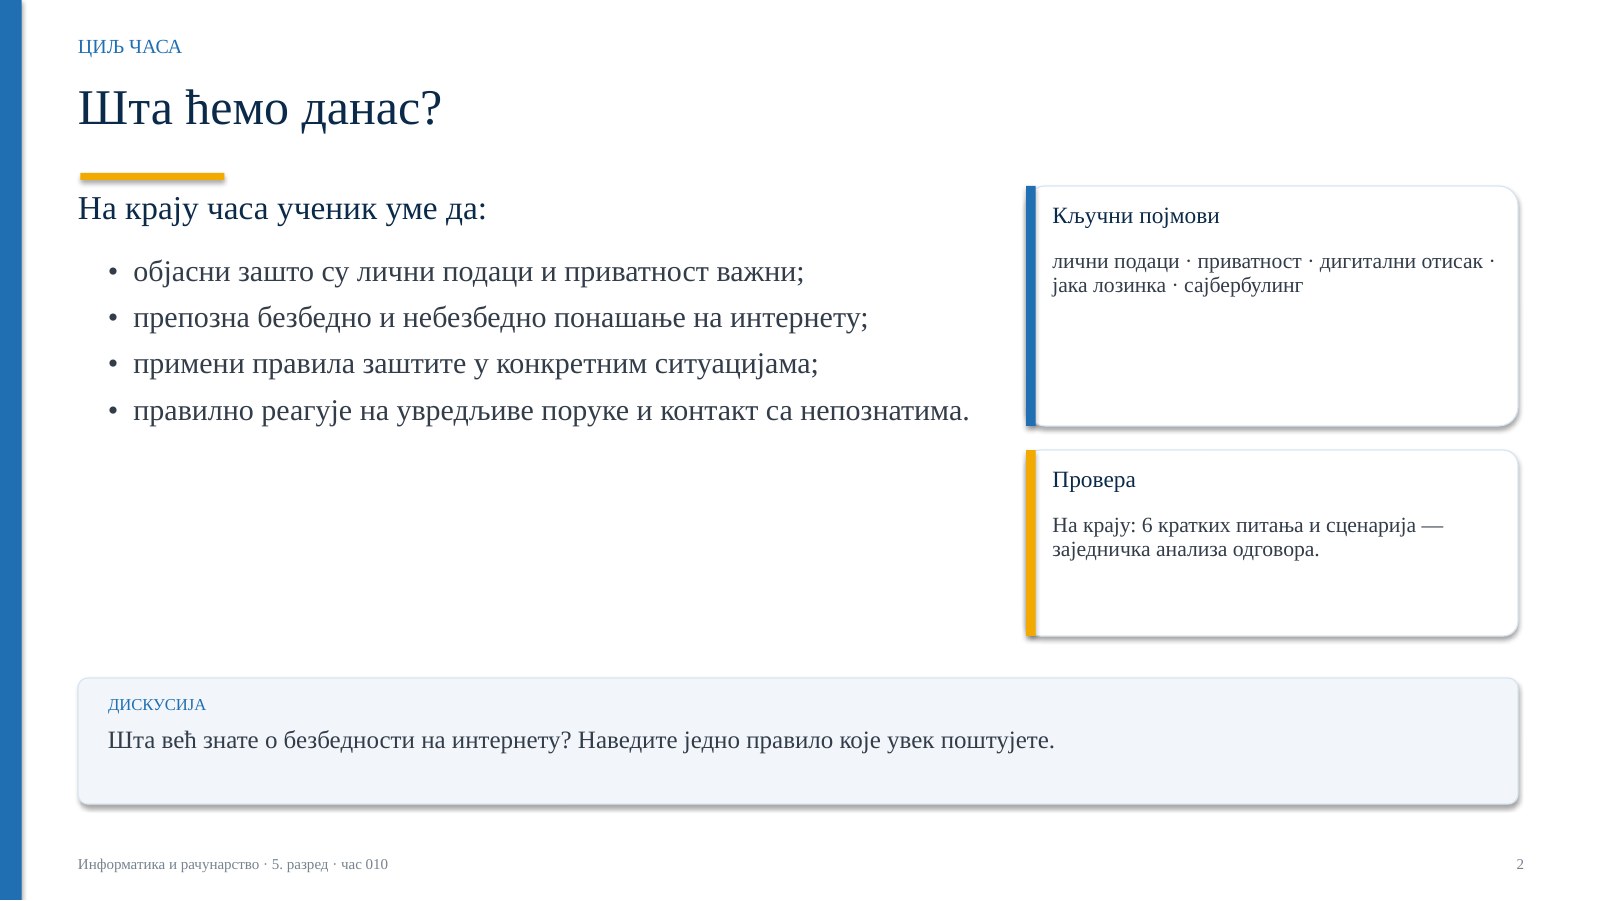 ЦИЉ ЧАСА
Шта ћемо данас?
На крају часа ученик уме да:
• објасни зашто су лични подаци и приватност важни;
• препозна безбедно и небезбедно понашање на интернету;
• примени правила заштите у конкретним ситуацијама;
• правилно реагује на увредљиве поруке и контакт са непознатима.
Кључни појмови
лични подаци · приватност · дигитални отисак ·
јака лозинка · сајбербулинг
Провера
На крају: 6 кратких питања и сценарија —
заједничка анализа одговора.
ДИСКУСИЈА
Шта већ знате о безбедности на интернету? Наведите једно правило које увек поштујете.
Информатика и рачунарство · 5. разред · час 010
2